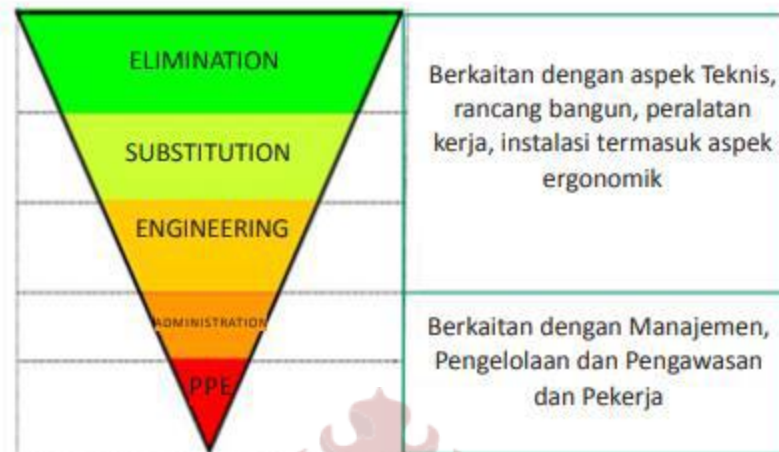 ELIMINATION
SUBSTITUTION
ENGINEERING
ADMINISTRATION
PPE
Berkaitan dengan aspek Teknis,
rancang bangun, peralatan
kerja, instalasi termasuk aspek
ergonomik
Berkaitan dengan Manajemen,
Pengelolaan dan Pengawasan
dan Pekerja